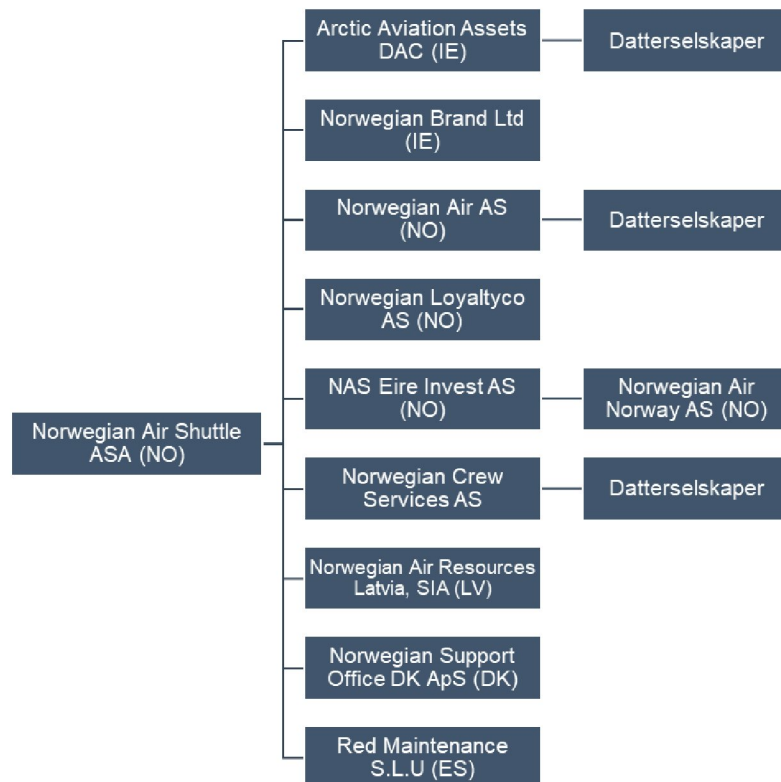 Arctic Aviation Assets
DAC (IE)
Datterselskaper
Norwegian Brand Ltd
(IE)
Norwegian Air AS
(NO)
Datterselskaper
Norwegian Loyaltyco
AS (NO)
NAS Eire Invest AS
(NO)
Norwegian Air
Norway AS (NO)
Norwegian Air Shuttle
ASA (NO)
Norwegian Crew
Services AS
Datterselskaper
Norwegian Air Resources
Latvia, SIA (LV)
Norwegian Support
Office DK ApS (DK)
Red Maintenance
S.L.U (ES)